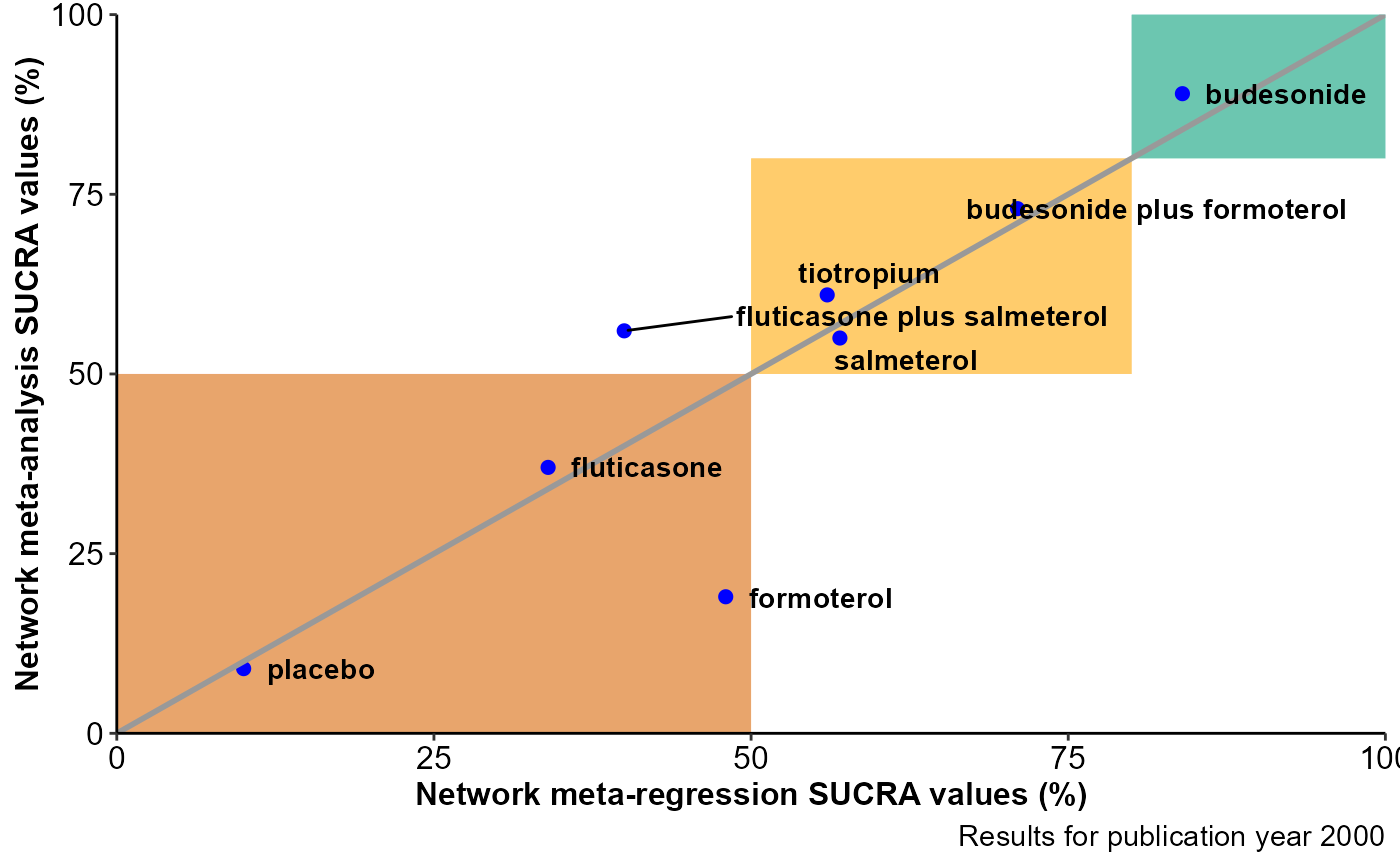 100
75
50
25
0
Network meta-analysis SUCRA values (%)
budesonide
budesonide plus formoterol
tiotropium
fluticasone plus salmeterol
salmeterol
fluticasone
formoterol
placebo
0 25 50 75 100
Network meta-regression SUCRA values (%)
Results for publication year 2000